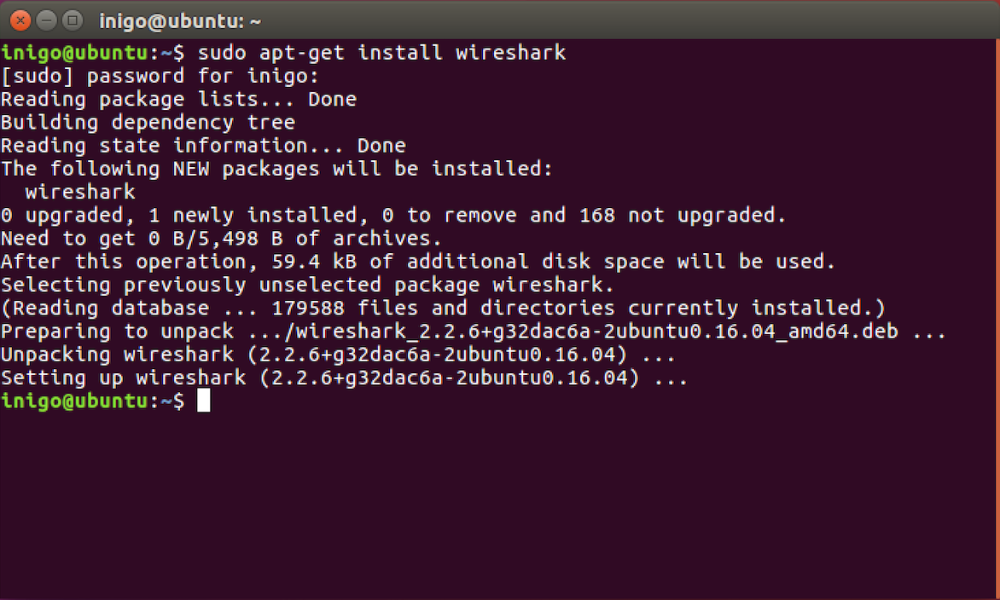 inigo@ubuntu: ~
inigo@ubuntu:~$ sudo apt-get install wireshark
[sudo] password for inigo:
Reading package lists... Done
Building dependency tree
Reading state information... Done
The following NEW packages will be installed:
  wireshark
0 upgraded, 1 newly installed, 0 to remove and 168 not upgraded.
Need to get 0 B/5,498 B of archives.
After this operation, 59.4 kB of additional disk space will be used.
Selecting previously unselected package wireshark.
(Reading database ... 179588 files and directories currently installed.)
Preparing to unpack .../wireshark_2.2.6+g32dac6a-2ubuntu0.16.04_amd64.deb ...
Unpacking wireshark (2.2.6+g32dac6a-2ubuntu0.16.04) ...
Setting up wireshark (2.2.6+g32dac6a-2ubuntu0.16.04) ...
inigo@ubuntu:~$